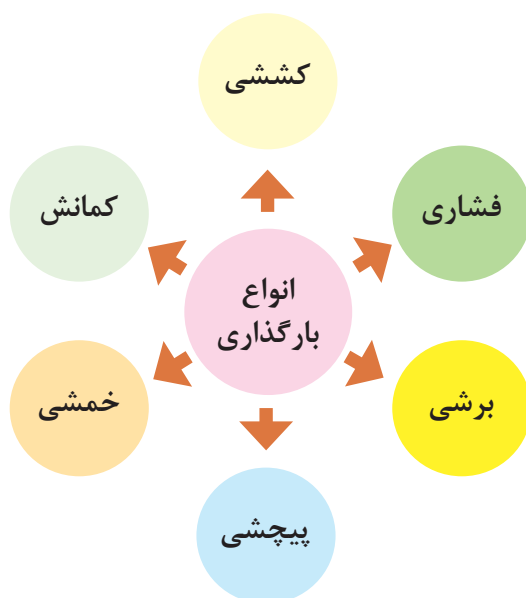 کششی
فشاری
کمانش
انواع
بارگذاری
برشی
خمشی
پیچشی